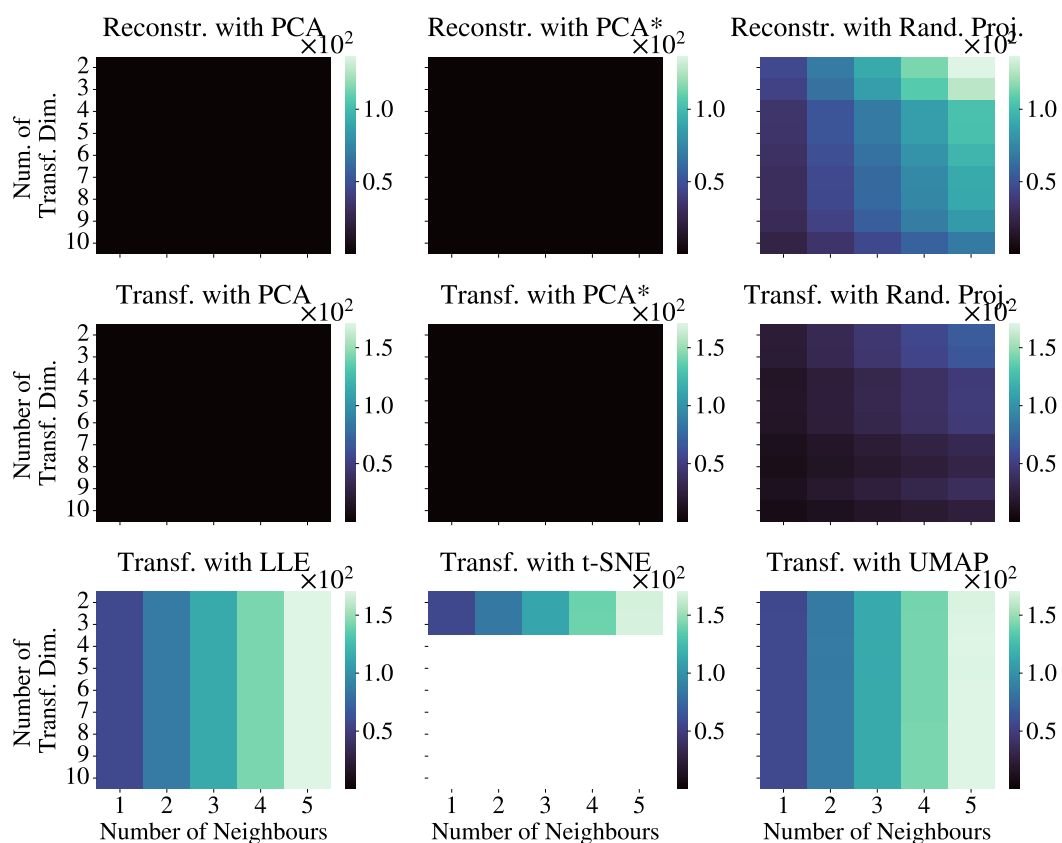 Reconstr. with PCA
×10²
Reconstr. with PCA*
×10²
Reconstr. with Rand. Proj.
×10²
Num. of
Transf. Dim.
2
3
4
5
6
7
8
9
10
1.0
0.5
1.0
0.5
1.0
0.5
Transf. with PCA
×10²
Transf. with PCA*
×10²
Transf. with Rand. Proj.
×10²
Number of
Transf. Dim.
2
3
4
5
6
7
8
9
10
1.5
1.0
0.5
1.5
1.0
0.5
1.5
1.0
0.5
Transf. with LLE
×10²
Transf. with t-SNE
×10²
Transf. with UMAP
×10²
Number of
Transf. Dim.
2
3
4
5
6
7
8
9
10
1.5
1.0
0.5
1.5
1.0
0.5
1.5
1.0
0.5
1 2 3 4 5
Number of Neighbours
1 2 3 4 5
Number of Neighbours
1 2 3 4 5
Number of Neighbours